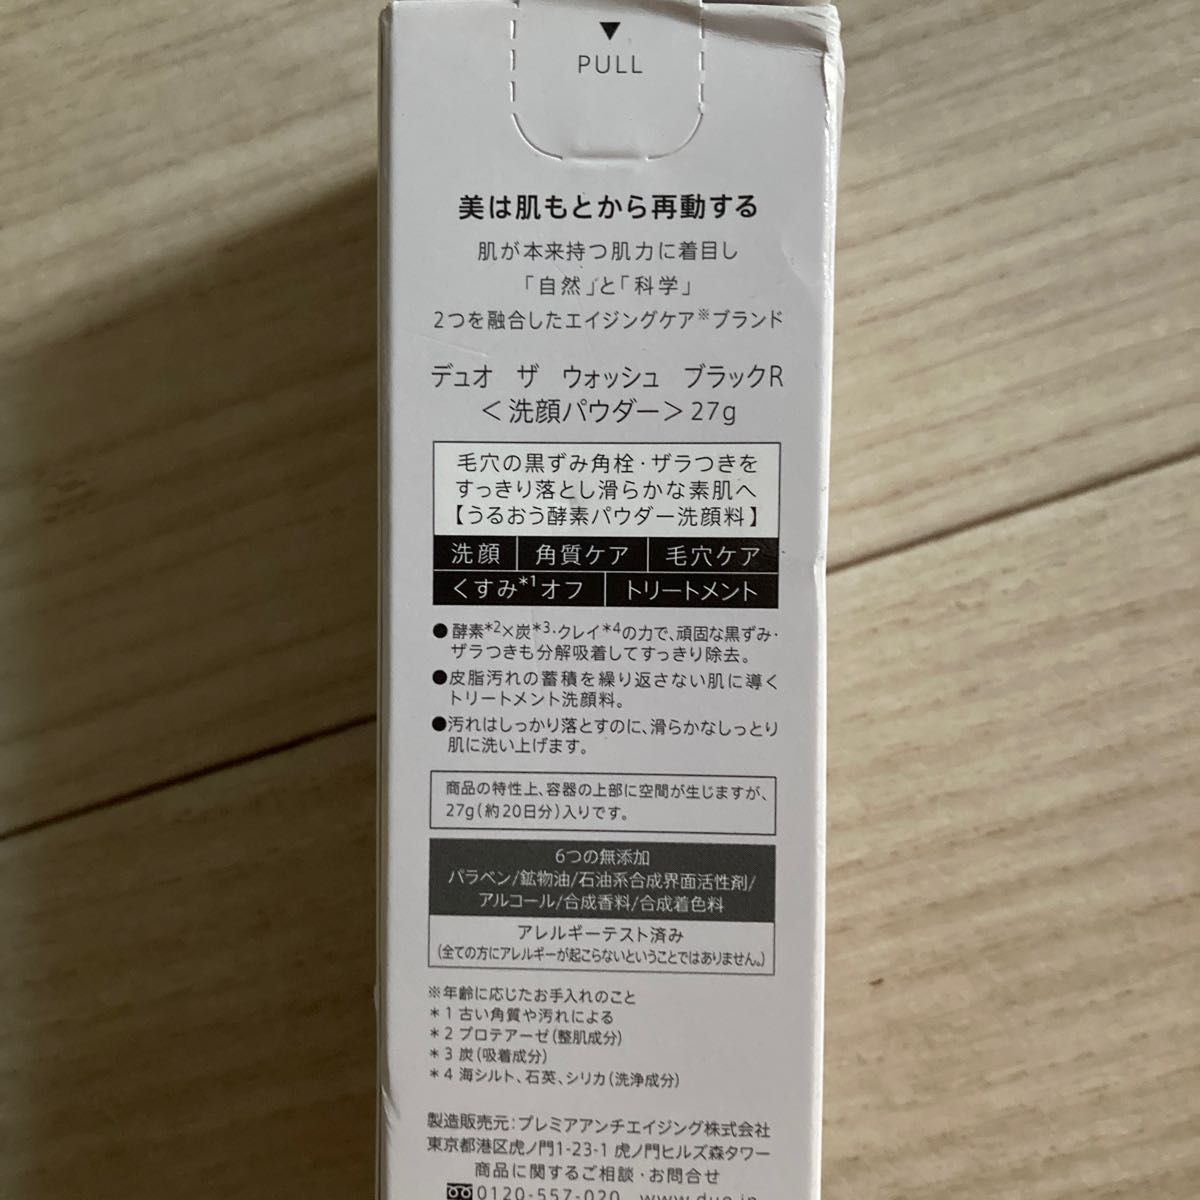 PULL
美は肌もとから再動する
肌が本来持つ肌力に着目し
「自然」と「科学」
2つを融合したエイジングケア※ブランド
デュオ ザ ウォッシュ ブラックR
＜洗顔パウダー＞27g
毛穴の黒ずみ角栓・ザラつきを
すっきり落とし滑らかな素肌へ
【うるおう酵素パウダー洗顔料】
洗顔 角質ケア 毛穴ケア
くすみ*1オフ トリートメント
●酵素*2×炭*3・クレイ*4の力で、頑固な黒ずみ・
ザラつきも分解吸着してすっきり除去。
●皮脂汚れの蓄積を繰り返さない肌に導く
トリートメント洗顔料。
●汚れはしっかり落とすのに、滑らかなしっとり
肌に洗い上げます。
商品の特性上、容器の上部に空間が生じますが、
27g(約20日分)入りです。
6つの無添加
パラベン/鉱物油/石油系合成界面活性剤/
アルコール/合成香料/合成着色料
アレルギーテスト済み
(全ての方にアレルギーが起こらないということではありません。)
※年齢に応じたお手入れのこと
*1 古い角質や汚れによる
*2 プロテアーゼ(整肌成分)
*3 炭(吸着成分)
*4 海シルト、石英、シリカ(洗浄成分)
製造販売元：プレミアアンチエイジング株式会社
東京都港区虎ノ門1-23-1 虎ノ門ヒルズ森タワー
商品に関するご相談・お問合せ
0120-557-020 www.duo.jp